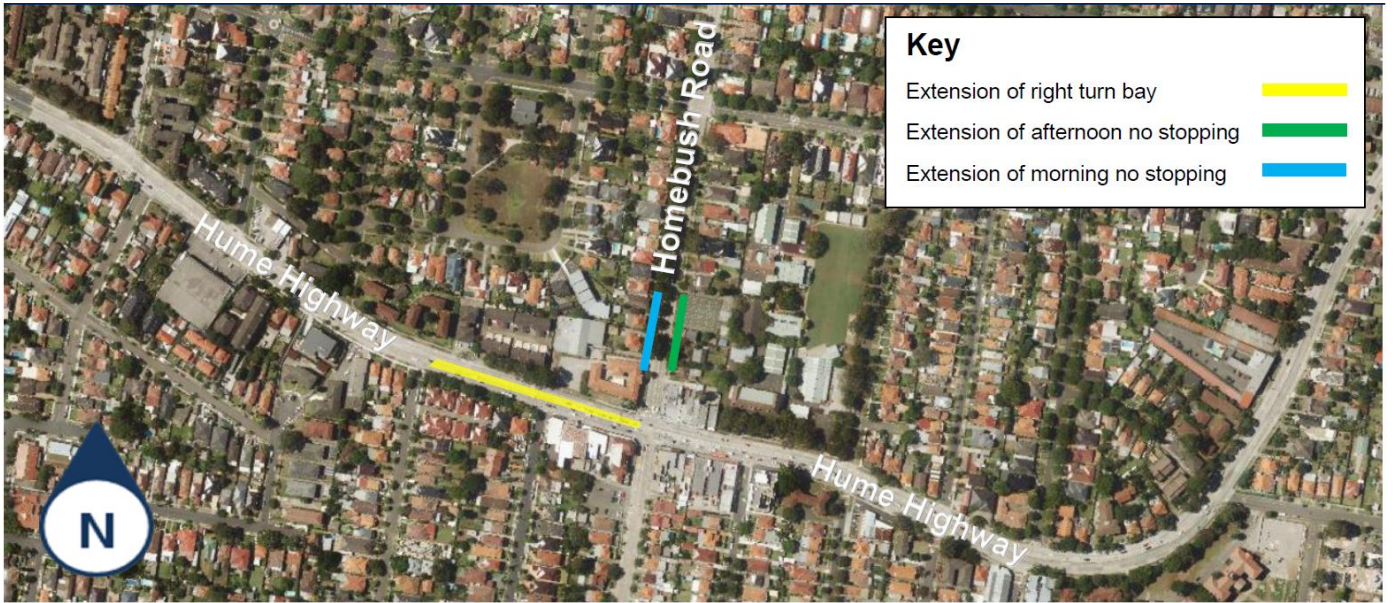 Key
Extension of right turn bay
Extension of afternoon no stopping
Extension of morning no stopping
Homebush Road
Hume Highway
Hume Highway
N